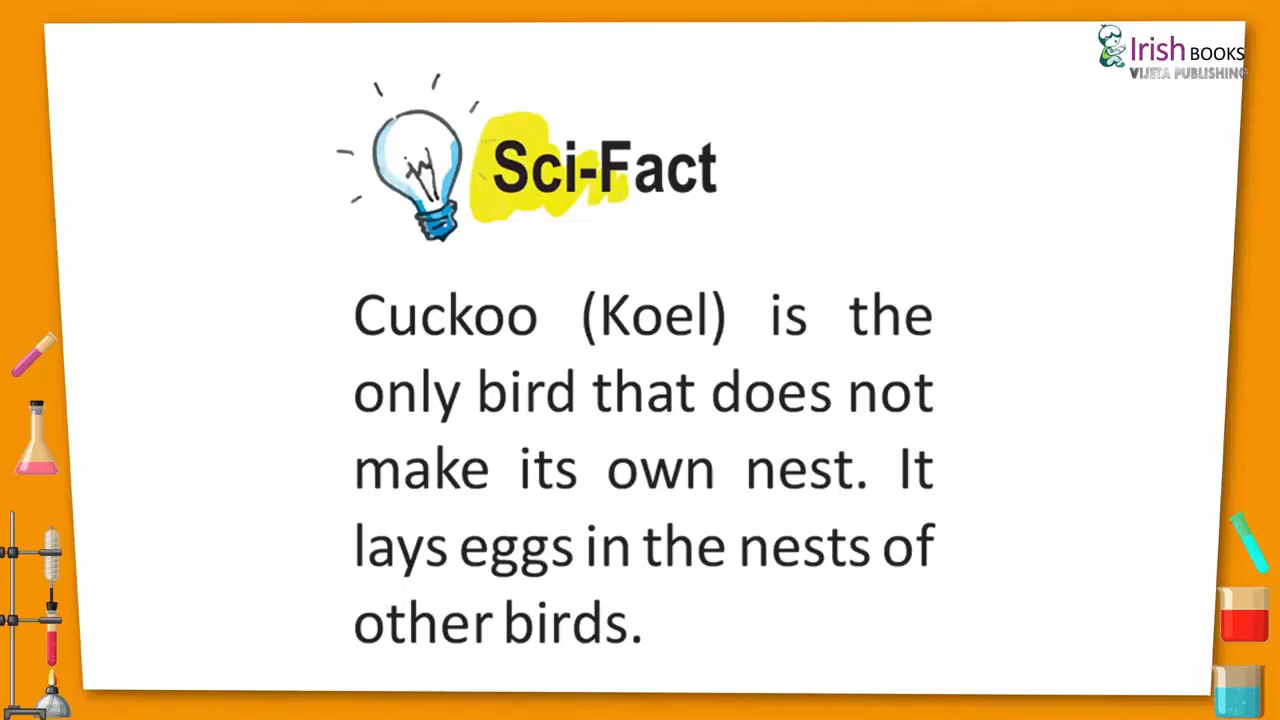 Irish BOOKS
VIJETA PUBLISHING
Sci-Fact
Cuckoo (Koel) is the
only bird that does not
make its own nest. It
lays eggs in the nests of
other birds.